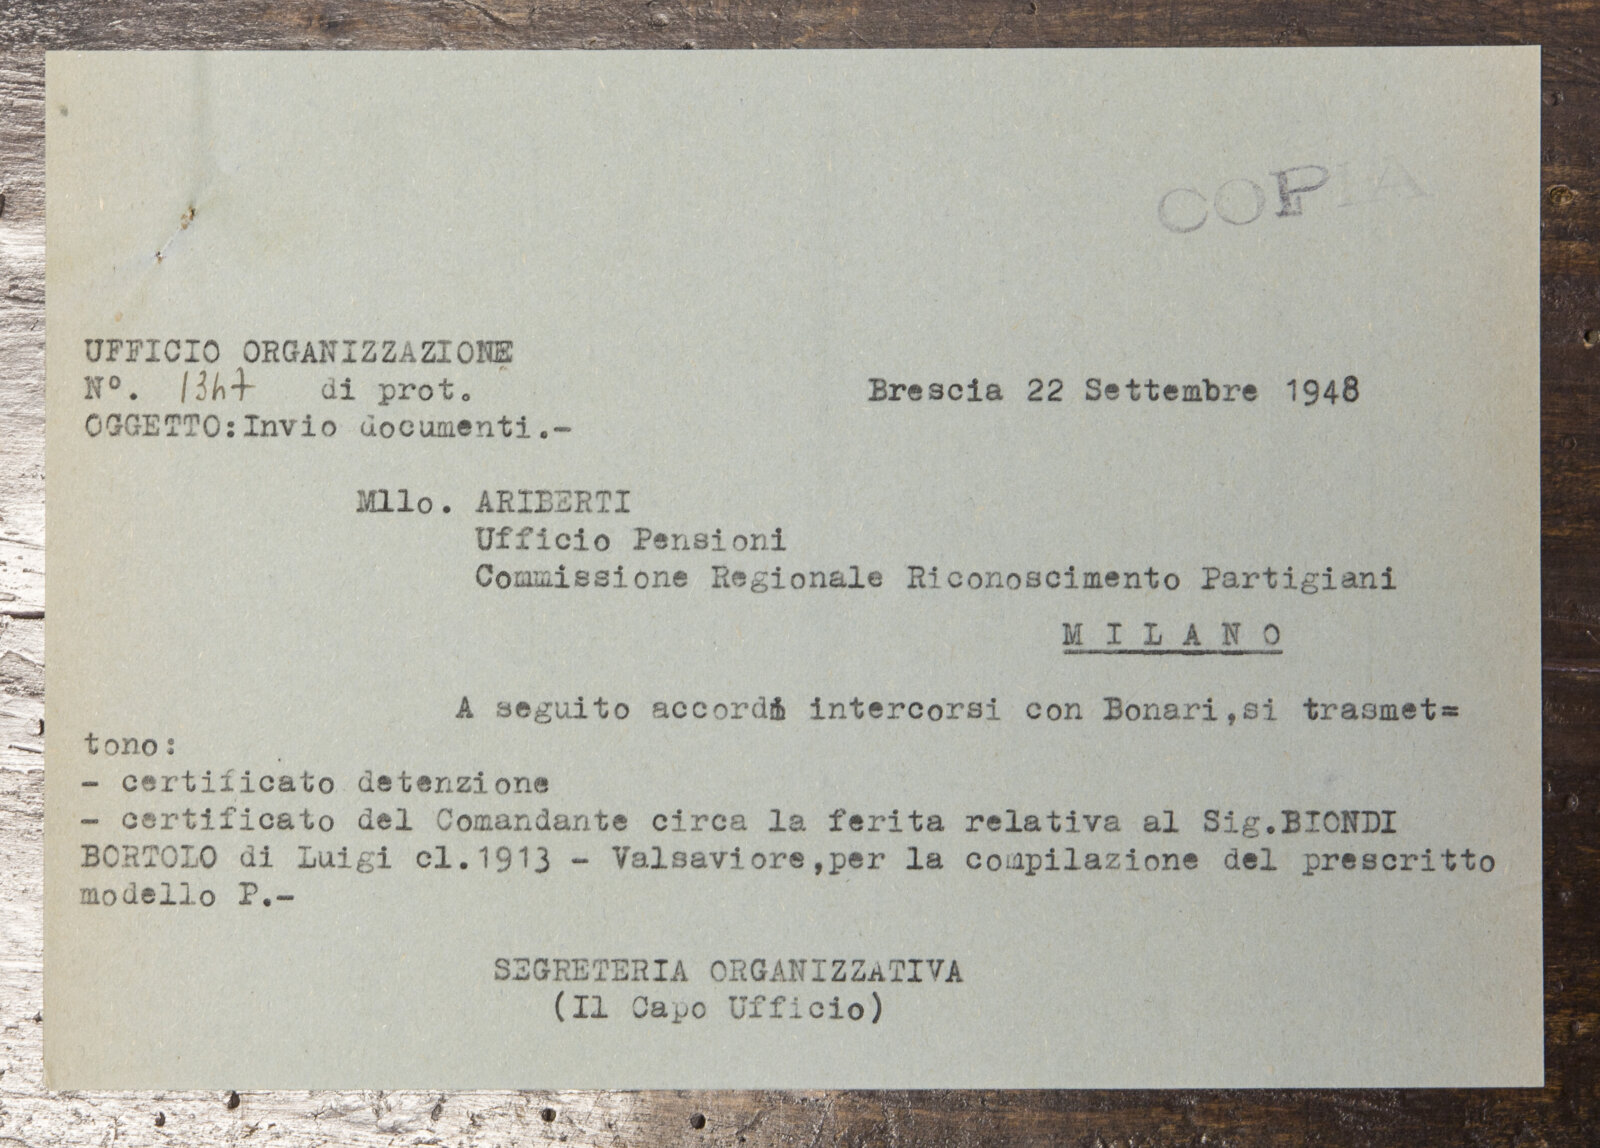 COPIA
UFFICIO ORGANIZZAZIONE
N°. 1347 di prot.
Brescia 22 Settembre 1948
OGGETTO:Invio documenti.-
Mllo. ARIBERTI
Ufficio Pensioni
Commissione Regionale Riconoscimento Partigiani
M I L A N O
A seguito accordi intercorsi con Bonari,si trasmet=
tono:
- certificato detenzione
- certificato del Comandante circa la ferita relativa al Sig.BIONDI
BORTOLO di Luigi cl.1913 - Valsaviore,per la compilazione del prescritto
modello P.-
SEGRETERIA ORGANIZZATIVA
(Il Capo Ufficio)